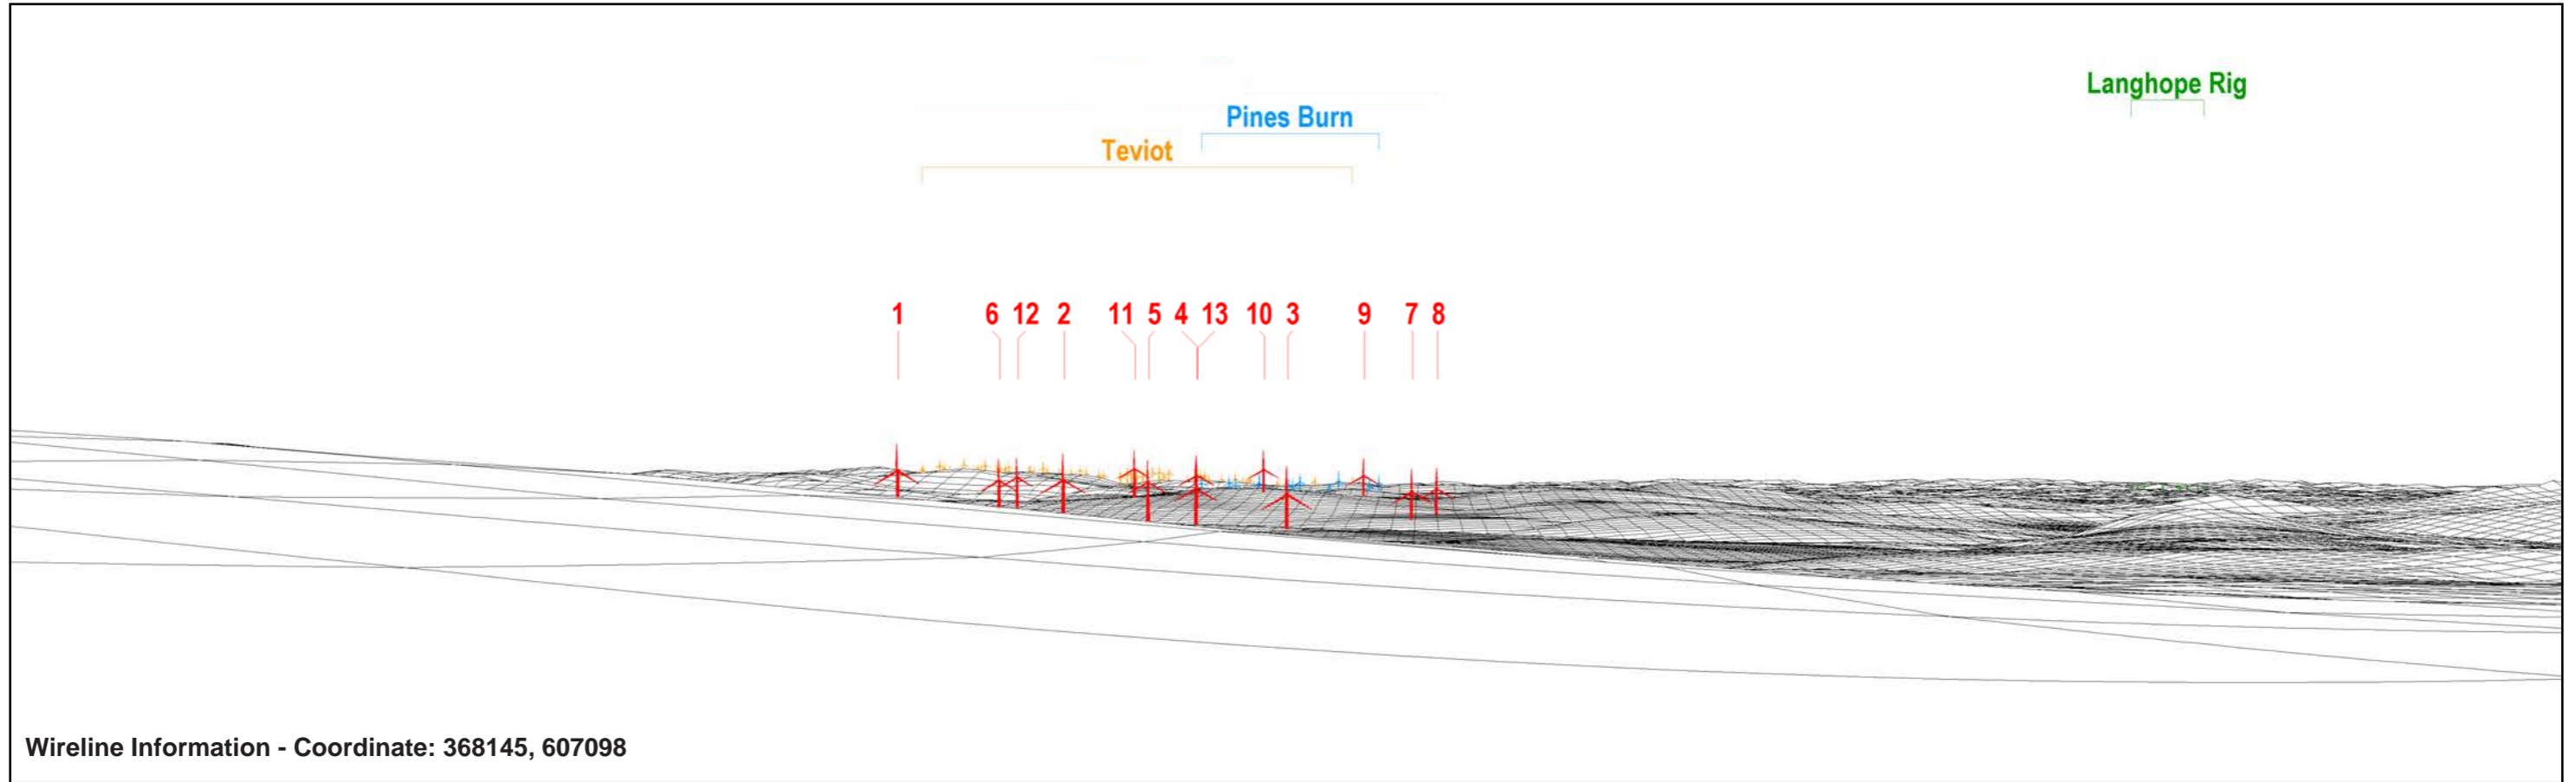 Langhope Rig
Pines Burn
Teviot
1 6 12 2 11 5 4 13 10 3 9 7 8
Wireline Information - Coordinate: 368145, 607098